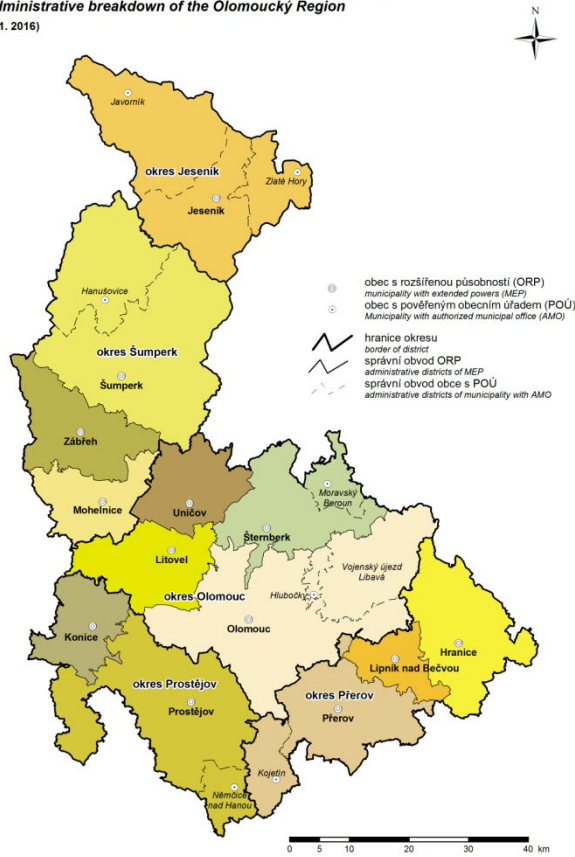 dministrative breakdown of the Olomoucký Region
1. 2016)
N
Javorník
okres Jeseník
Zlaté Hory
Jeseník
Hanušovice
obec s rozšířenou působností (ORP)
municipality with extended powers (MEP)
obec s pověřeným obecním úřadem (POÚ)
Municipality with authorized municipal office (AMO)
hranice okresu
border of district
správní obvod ORP
administrative districts of MEP
správní obvod obce s POÚ
administrative districts of municipality with AMO
okres Šumperk
Šumperk
Zábřeh
Mohelnice
Uničov
Moravský
Beroun
Šternberk
Litovel
Vojenský újezd
Libavá
okres Olomouc
Hlubočky
Olomouc
Konice
Hranice
Lipník nad Bečvou
okres Prostějov
okres Přerov
Prostějov
Přerov
Kojetín
Němčice
nad Hanou
0 5 10 20 30 40 km